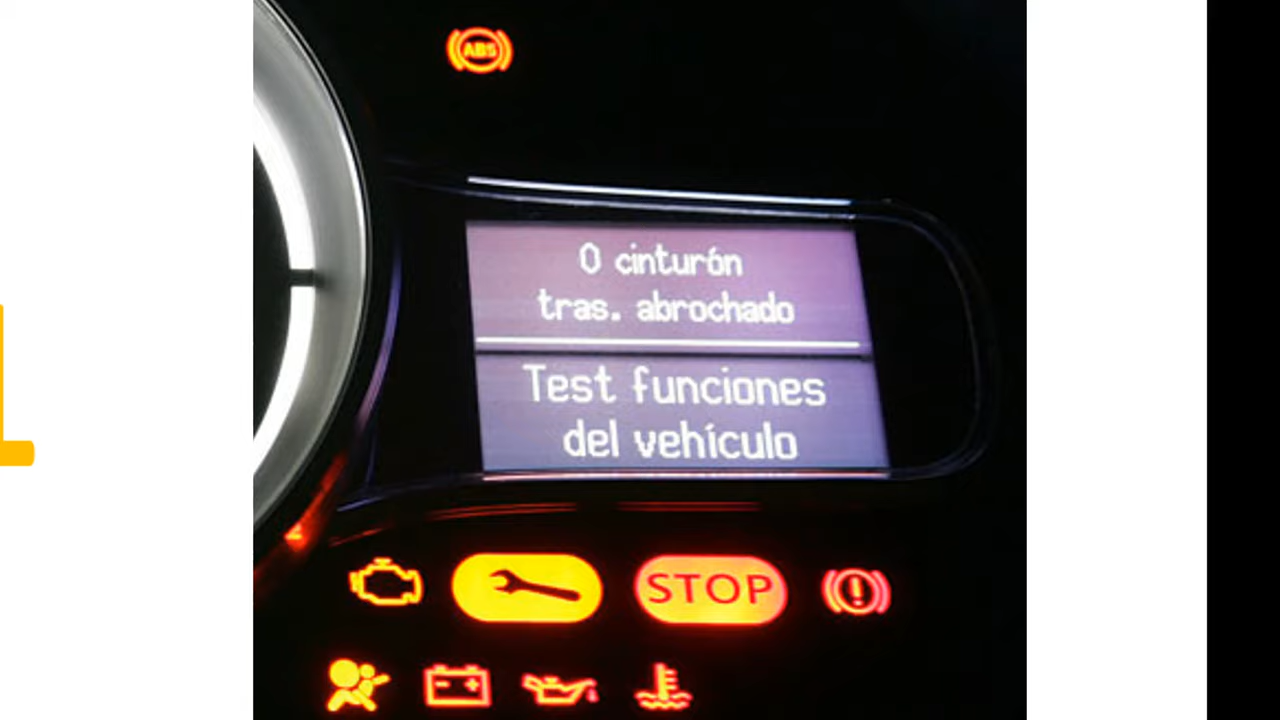 ABS
0 cinturón
tras. abrochado
Test funciones
del vehículo
STOP